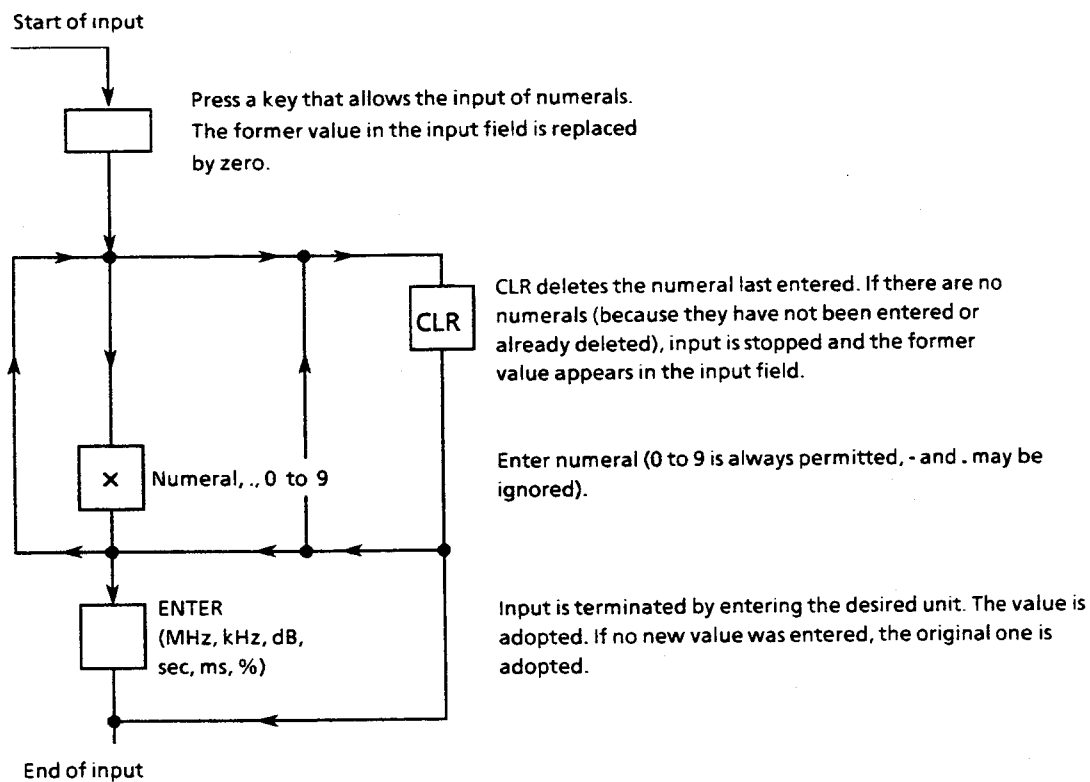 Start of input
Press a key that allows the input of numerals.
The former value in the input field is replaced
by zero.
CLR
CLR deletes the numeral last entered. If there are no
numerals (because they have not been entered or
already deleted), input is stopped and the former
value appears in the input field.
×
Numeral, ., 0 to 9
Enter numeral (0 to 9 is always permitted, - and . may be
ignored).
ENTER
(MHz, kHz, dB,
sec, ms, %)
Input is terminated by entering the desired unit. The value is
adopted. If no new value was entered, the original one is
adopted.
End of input